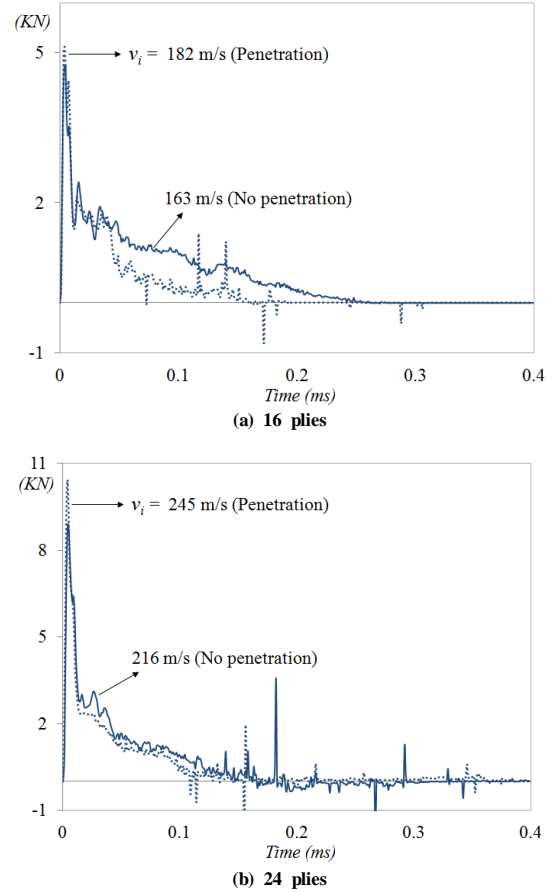 (KN)
5
v_i = 182 m/s (Penetration)
2
163 m/s (No penetration)
-1
0 0.1 0.2 0.3 0.4
Time (ms)
(a) 16 plies
11
(KN)
v_i = 245 m/s (Penetration)
8
5
216 m/s (No penetration)
2
-1
0 0.1 0.2 0.3 0.4
Time (ms)
(b) 24 plies